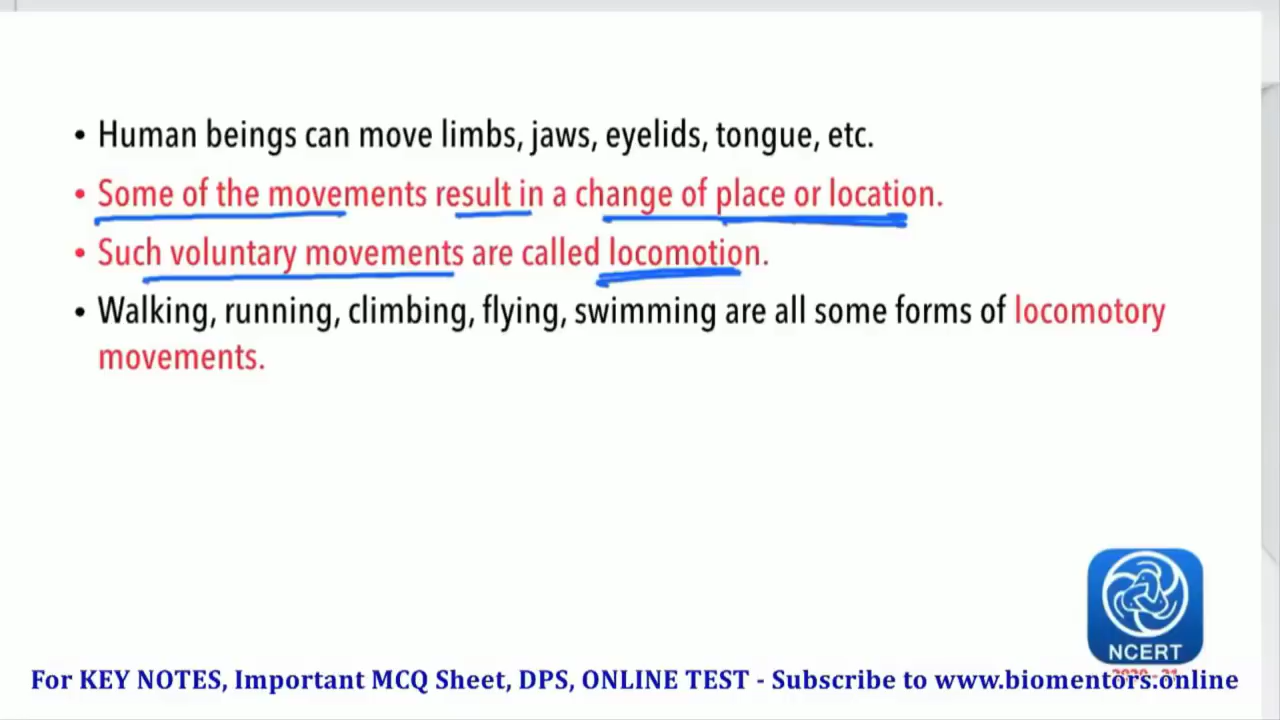 • Human beings can move limbs, jaws, eyelids, tongue, etc.
• Some of the movements result in a change of place or location.
• Such voluntary movements are called locomotion.
• Walking, running, climbing, flying, swimming are all some forms of locomotory
movements.
NCERT
2020 - 21
For KEY NOTES, Important MCQ Sheet, DPS, ONLINE TEST - Subscribe to www.biomentors.online